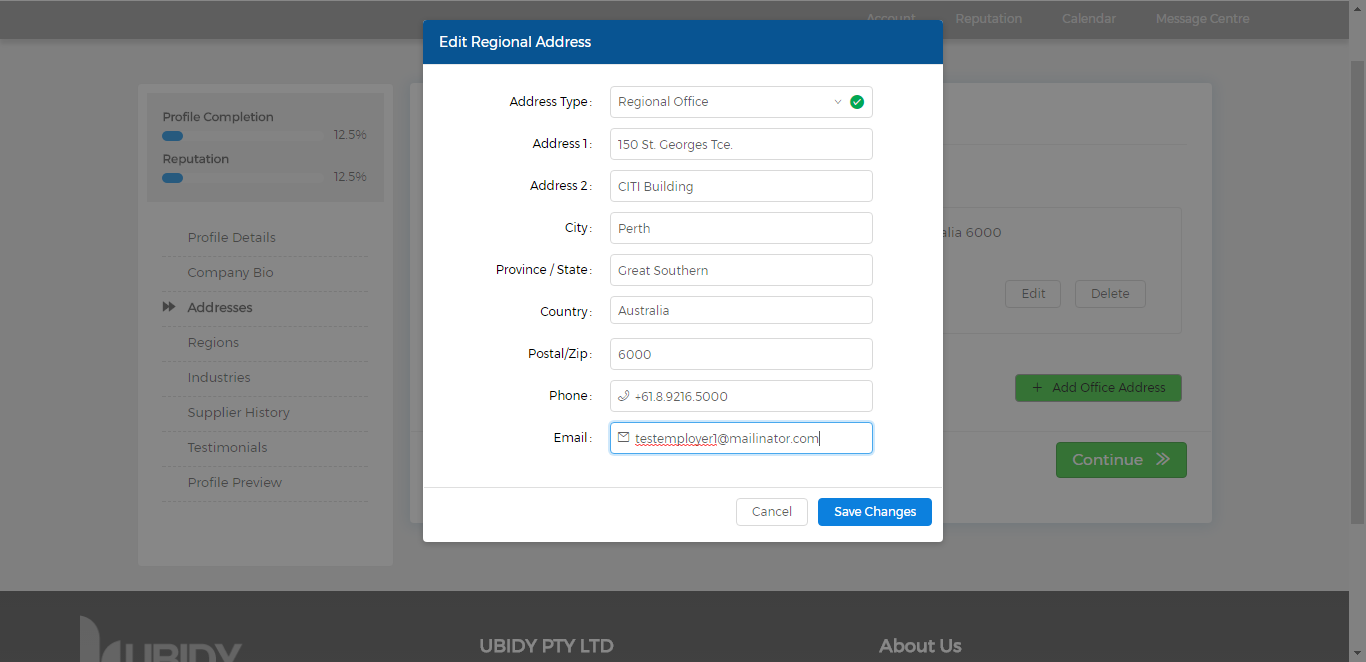 Account Reputation Calendar Message Centre
Edit Regional Address
Profile Completion
12.5%
Reputation
12.5%
Profile Details
Company Bio
Addresses
Regions
Industries
Supplier History
Testimonials
Profile Preview
Address Type: Regional Office
Address 1: 150 St. Georges Tce.
Address 2: CITI Building
City: Perth
Province / State: Great Southern
Country: Australia
Postal/Zip: 6000
Phone: +61.8.9216.5000
Email: testemployer1@mailinator.com
Cancel Save Changes
alia 6000
Edit Delete
+ Add Office Address
Continue
UBIDY
UBIDY PTY LTD
About Us